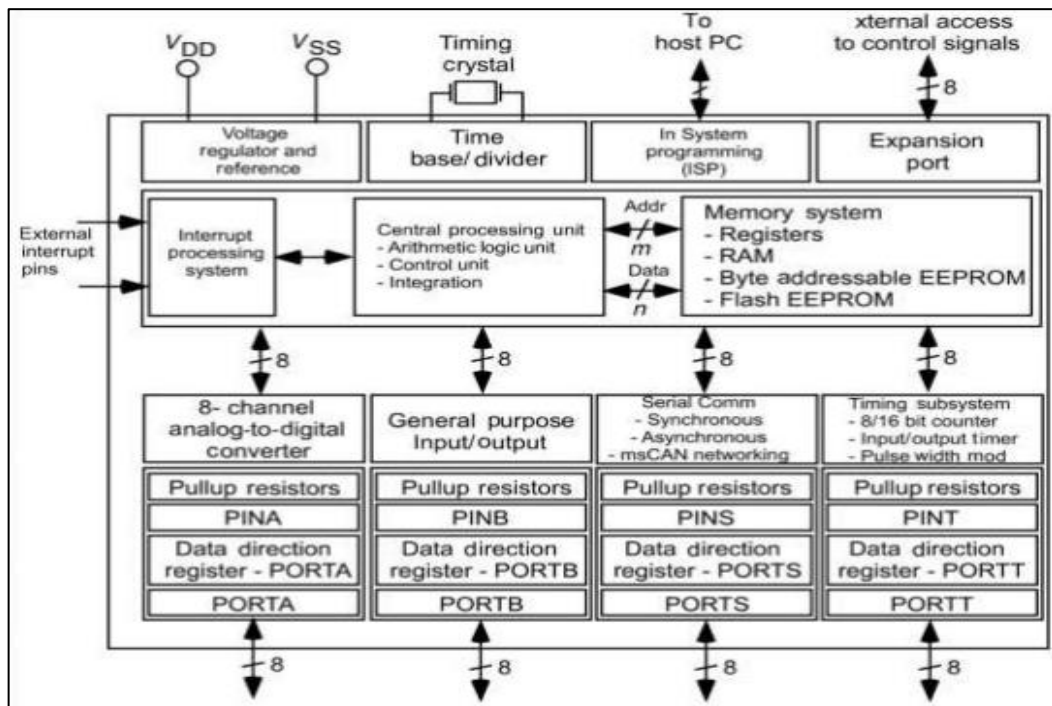 VDD
VSS
Timing
crystal
To
host PC
xternal access
to control signals
8
Voltage
regulator and
reference
Time
base/divider
In System
programming
(ISP)
Expansion
port
External
interrupt
pins
Interrupt
processing
system
Central processing unit
- Arithmetic logic unit
- Control unit
- Integration
Addr
m
Data
n
Memory system
- Registers
- RAM
- Byte addressable EEPROM
- Flash EEPROM
8
8
8
8
8- channel
analog-to-digital
converter
General purpose
Input/output
Serial Comm
- Synchronous
- Asynchronous
- msCAN networking
Timing subsystem
- 8/16 bit counter
- Input/output timer
- Pulse width mod
Pullup resistors
Pullup resistors
Pullup resistors
Pullup resistors
PINA
PINB
PINS
PINT
Data direction
register - PORTA
Data direction
register - PORTB
Data direction
register - PORTS
Data direction
register - PORTT
PORTA
PORTB
PORTS
PORTT
8
8
8
8